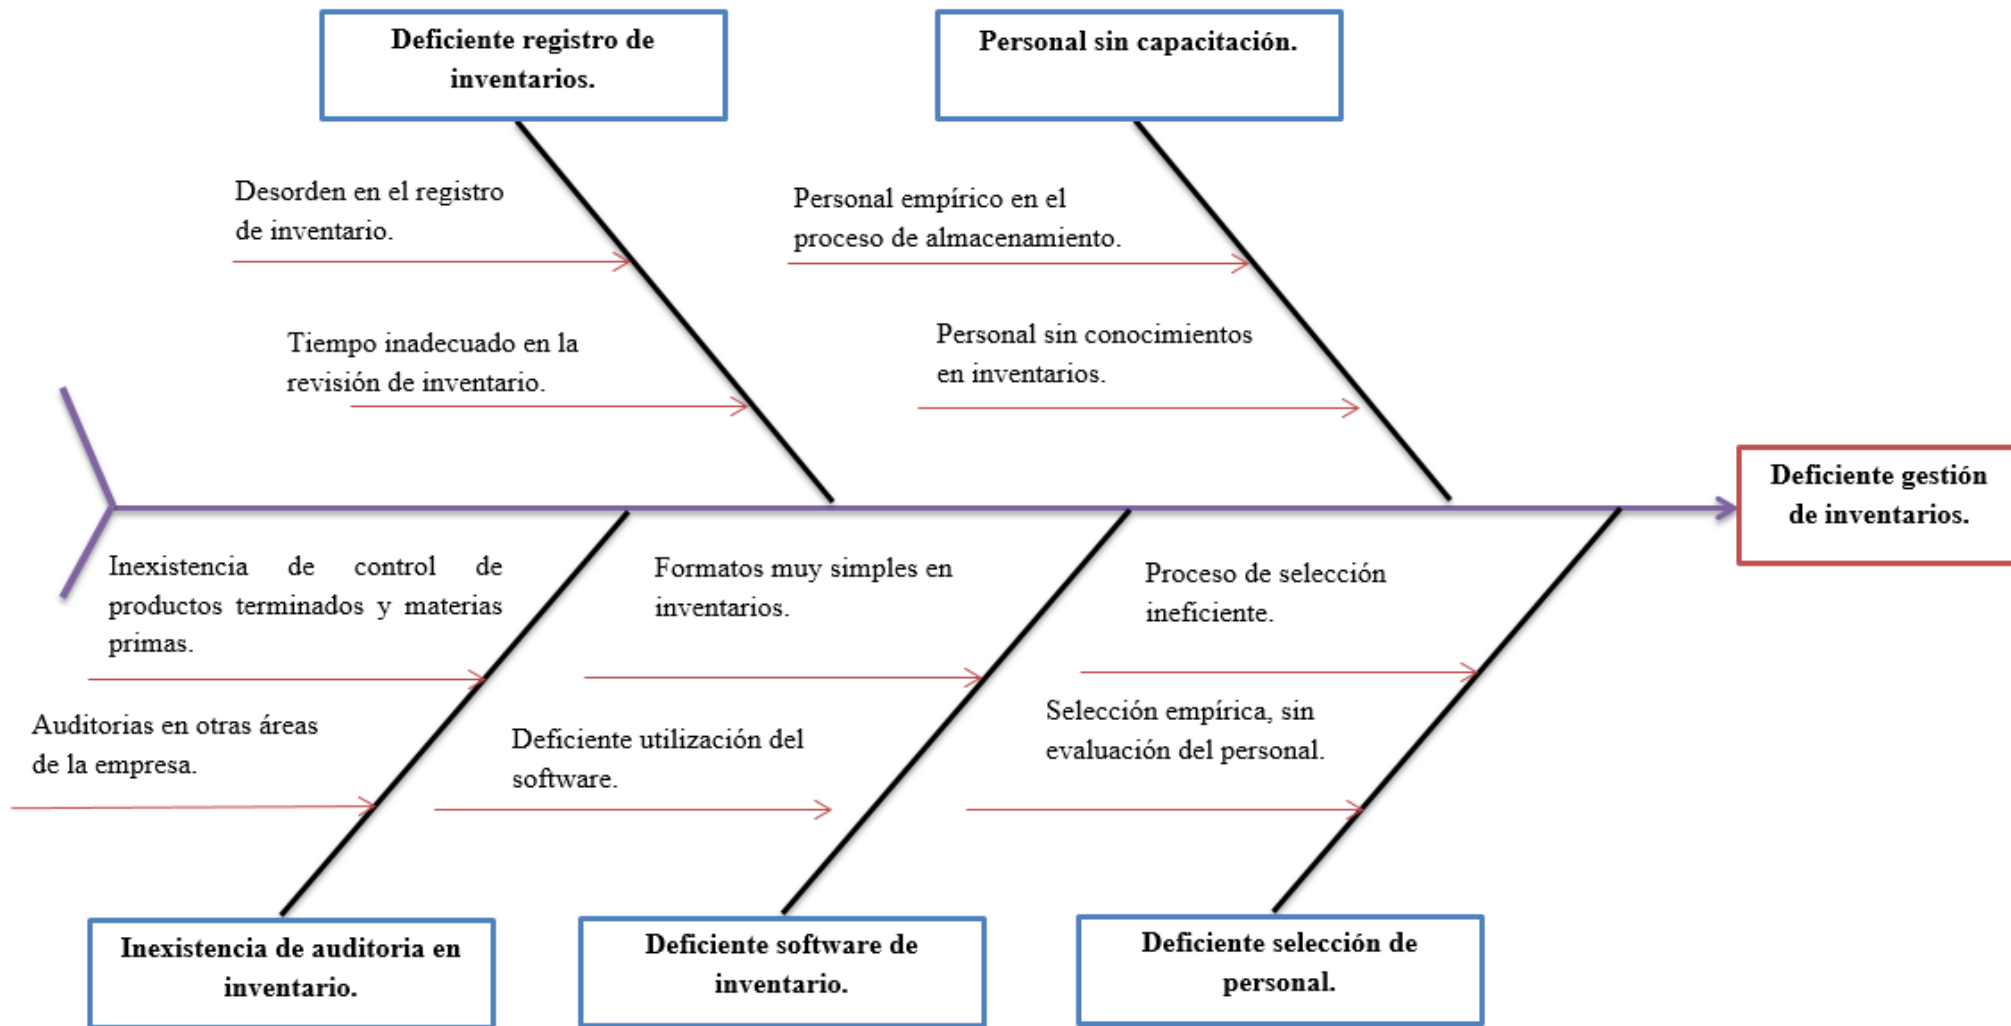 Deficiente registro de
inventarios.
Personal sin capacitación.
Desorden en el registro
de inventario.
Personal empírico en el
proceso de almacenamiento.
Tiempo inadecuado en la
revisión de inventario.
Personal sin conocimientos
en inventarios.
Deficiente gestión
de inventarios.
Inexistencia de control de
productos terminados y materias
primas.
Formatos muy simples en
inventarios.
Proceso de selección
ineficiente.
Auditorias en otras áreas
de la empresa.
Deficiente utilización del
software.
Selección empírica, sin
evaluación del personal.
Inexistencia de auditoria en
inventario.
Deficiente software de
inventario.
Deficiente selección de
personal.